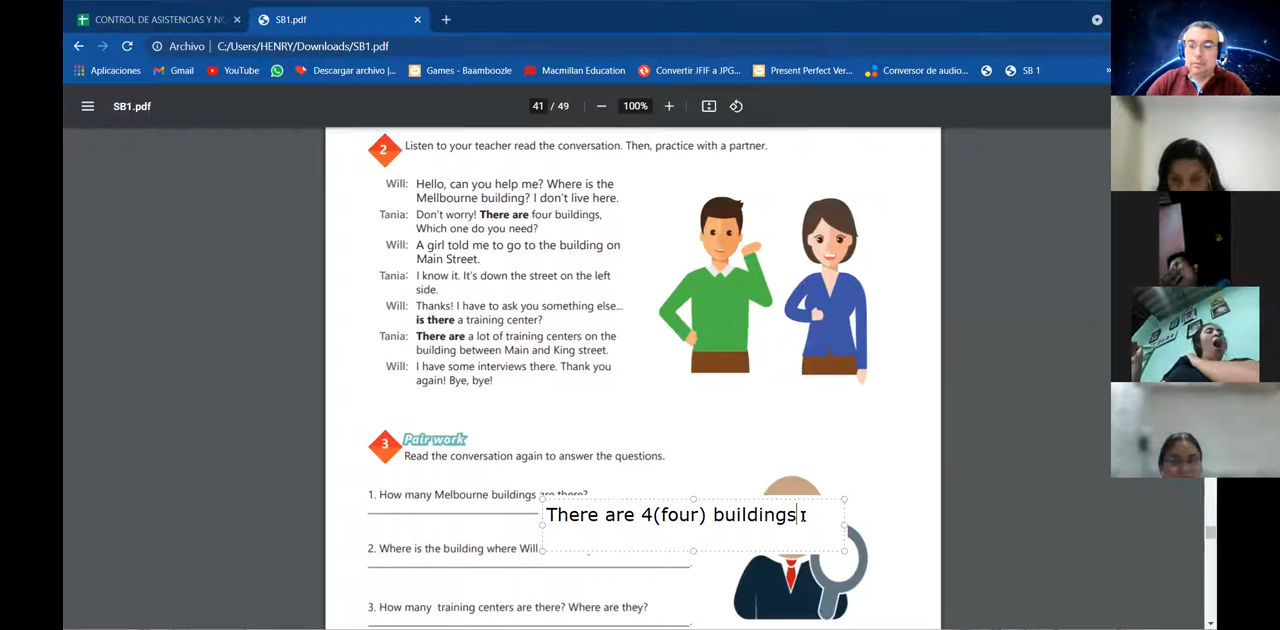 CONTROL DE ASISTENCIAS Y NO
SB1.pdf
Archivo | C:/Users/HENRY/Downloads/SB1.pdf
Aplicaciones Gmail YouTube Descargar archivo |... Games - Baamboozle Macmillan Education Convertir JFIF a JPG... Present Perfect Ver... Conversor de audio... SB 1 »
SB1.pdf 41 / 49 — 100% +
2 Listen to your teacher read the conversation. Then, practice with a partner.
Will: Hello, can you help me? Where is the
Mellbourne building? I don't live here.
Tania: Don't worry! There are four buildings,
Which one do you need?
Will: A girl told me to go to the building on
Main Street.
Tania: I know it. It's down the street on the left
side.
Will: Thanks! I have to ask you something else...
is there a training center?
Tania: There are a lot of training centers on the
building between Main and King street.
Will: I have some interviews there. Thank you
again! Bye, bye!
3 Pair work
Read the conversation again to answer the questions.
1. How many Melbourne buildings are there?
There are 4(four) buildings
2. Where is the building where Will
3. How many training centers are there? Where are they?